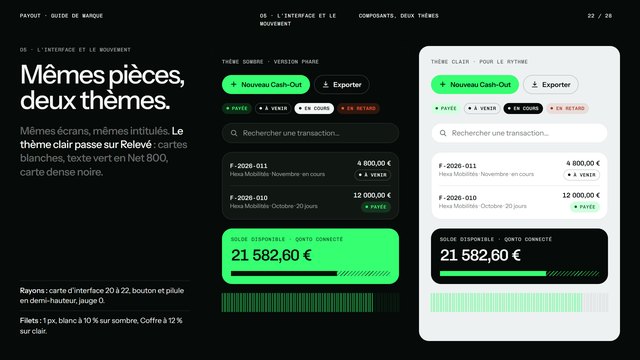 PAYOUT · GUIDE DE MARQUE
05 · L'INTERFACE ET LE
MOUVEMENT
COMPOSANTS, DEUX THÈMES
22 / 28
05 · L'INTERFACE ET LE MOUVEMENT
Mêmes pièces,
deux thèmes.
Mêmes écrans, mêmes intitulés. Le
thème clair passe sur Relevé : cartes
blanches, texte vert en Net 800,
carte dense noire.
Rayons : carte d'interface 20 à 22, bouton et pilule
en demi-hauteur, jauge 0.
Filets : 1 px, blanc à 10 % sur sombre, Coffre à 12 %
sur clair.
THÈME SOMBRE · VERSION PHARE
+ Nouveau Cash-Out
Exporter
PAYÉE
À VENIR
EN COURS
EN RETARD
Rechercher une transaction...
F-2026-011
4 800,00 €
Hexa Mobilités · Novembre · en cours
À VENIR
F-2026-010
12 000,00 €
Hexa Mobilités · Octobre · 20 jours
PAYÉE
SOLDE DISPONIBLE · QONTO CONNECTÉ
21 582,60 €
THÈME CLAIR · POUR LE RYTHME
+ Nouveau Cash-Out
Exporter
PAYÉE
À VENIR
EN COURS
EN RETARD
Rechercher une transaction...
F-2026-011
4 800,00 €
Hexa Mobilités · Novembre · en cours
À VENIR
F-2026-010
12 000,00 €
Hexa Mobilités · Octobre · 20 jours
PAYÉE
SOLDE DISPONIBLE · QONTO CONNECTÉ
21 582,60 €